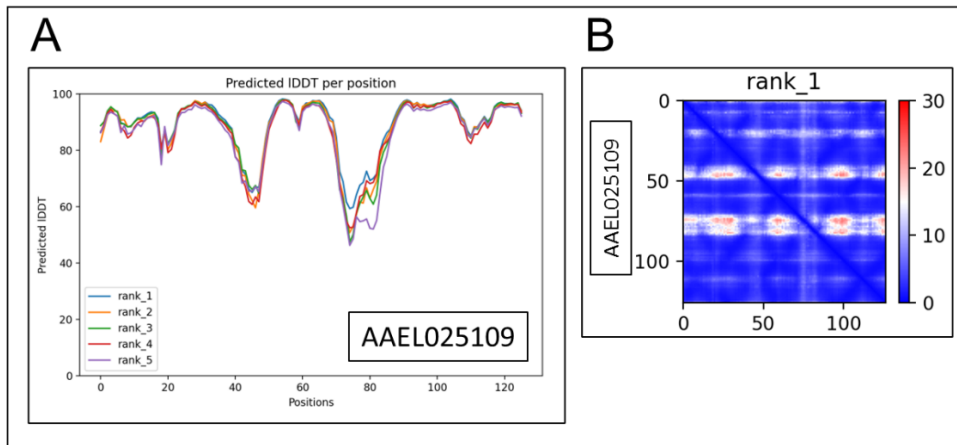 A
B
Predicted lDDT per position
100
80
60
40
20
0
Predicted lDDT
0
20
40
60
80
100
120
Positions
rank_1
rank_2
rank_3
rank_4
rank_5
AAEL025109
rank_1
0
50
100
AAEL025109
0
50
100
30
20
10
0